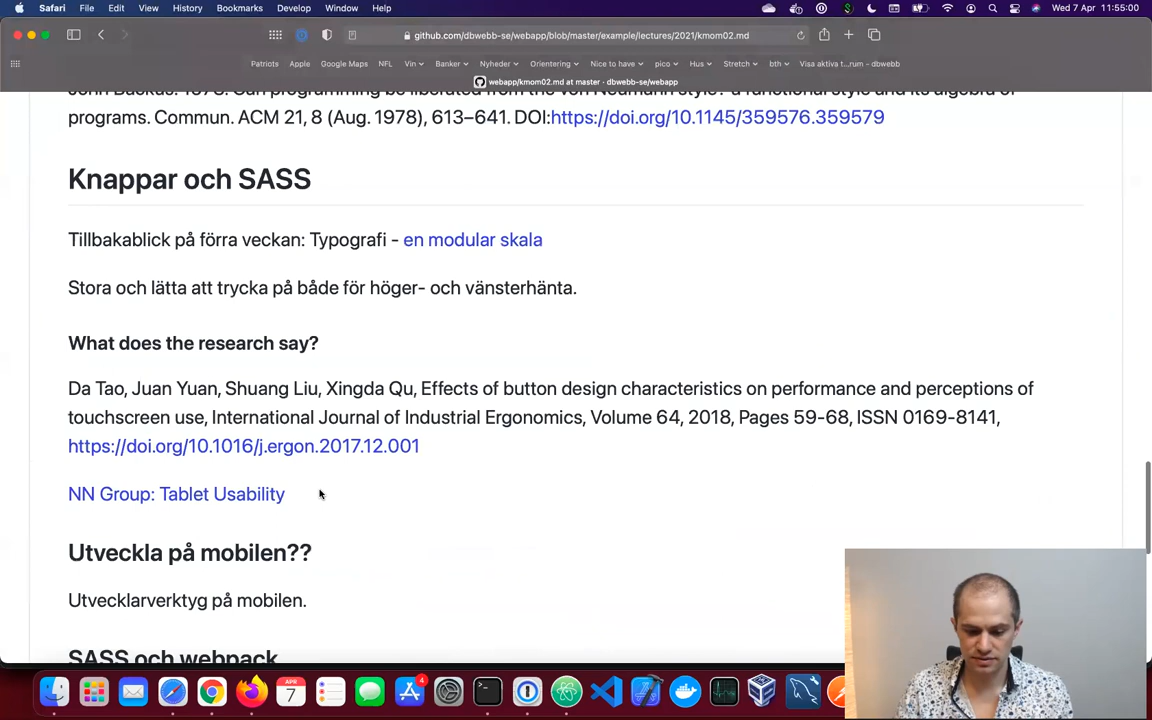 Safari File Edit View History Bookmarks Develop Window Help Wed 7 Apr 11:55:00
github.com/dbwebb-se/webapp/blob/master/example/lectures/2021/kmom02.md
Patriots Apple Google Maps NFL Vin Banker Nyheder Orientering Nice to have pico Hus Stretch bth Visa aktiva t...rum - dbwebb
webapp/kmom02.md at master · dbwebb-se/webapp
programs. Commun. ACM 21, 8 (Aug. 1978), 613–641. DOI:https://doi.org/10.1145/359576.359579
Knappar och SASS
Tillbakablick på förra veckan: Typografi - en modular skala
Stora och lätta att trycka på både för höger- och vänsterhänta.
What does the research say?
Da Tao, Juan Yuan, Shuang Liu, Xingda Qu, Effects of button design characteristics on performance and perceptions of
touchscreen use, International Journal of Industrial Ergonomics, Volume 64, 2018, Pages 59-68, ISSN 0169-8141,
https://doi.org/10.1016/j.ergon.2017.12.001
NN Group: Tablet Usability
Utveckla på mobilen??
Utvecklarverktyg på mobilen.
SASS och webpack
APR
7
4